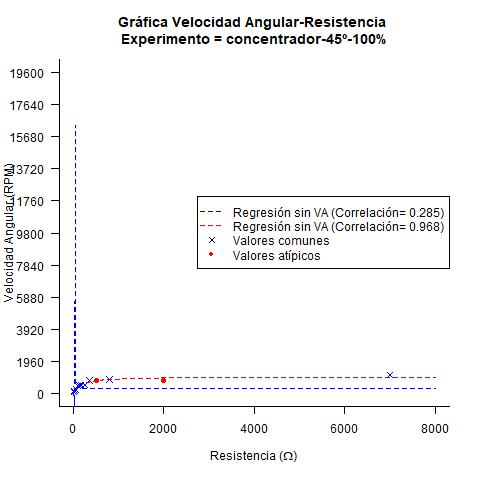 Gráfica Velocidad Angular-Resistencia
Experimento = concentrador-45º-100%
Velocidad Angular (RPM)
19600
17640
15680
13720
11760
9800
7840
5880
3920
1960
0
Regresión sin VA (Correlación= 0.285)
Regresión sin VA (Correlación= 0.968)
Valores comunes
Valores atípicos
0 2000 4000 6000 8000
Resistencia (Ω)